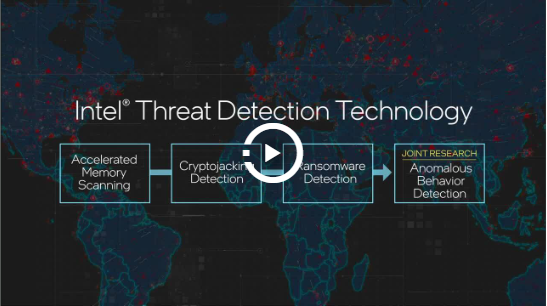 Intel® Threat Detection Technology
Accelerated
Memory
Scanning
Cryptojacking
Detection
Ransomware
Detection
JOINT RESEARCH
Anomalous
Behavior
Detection